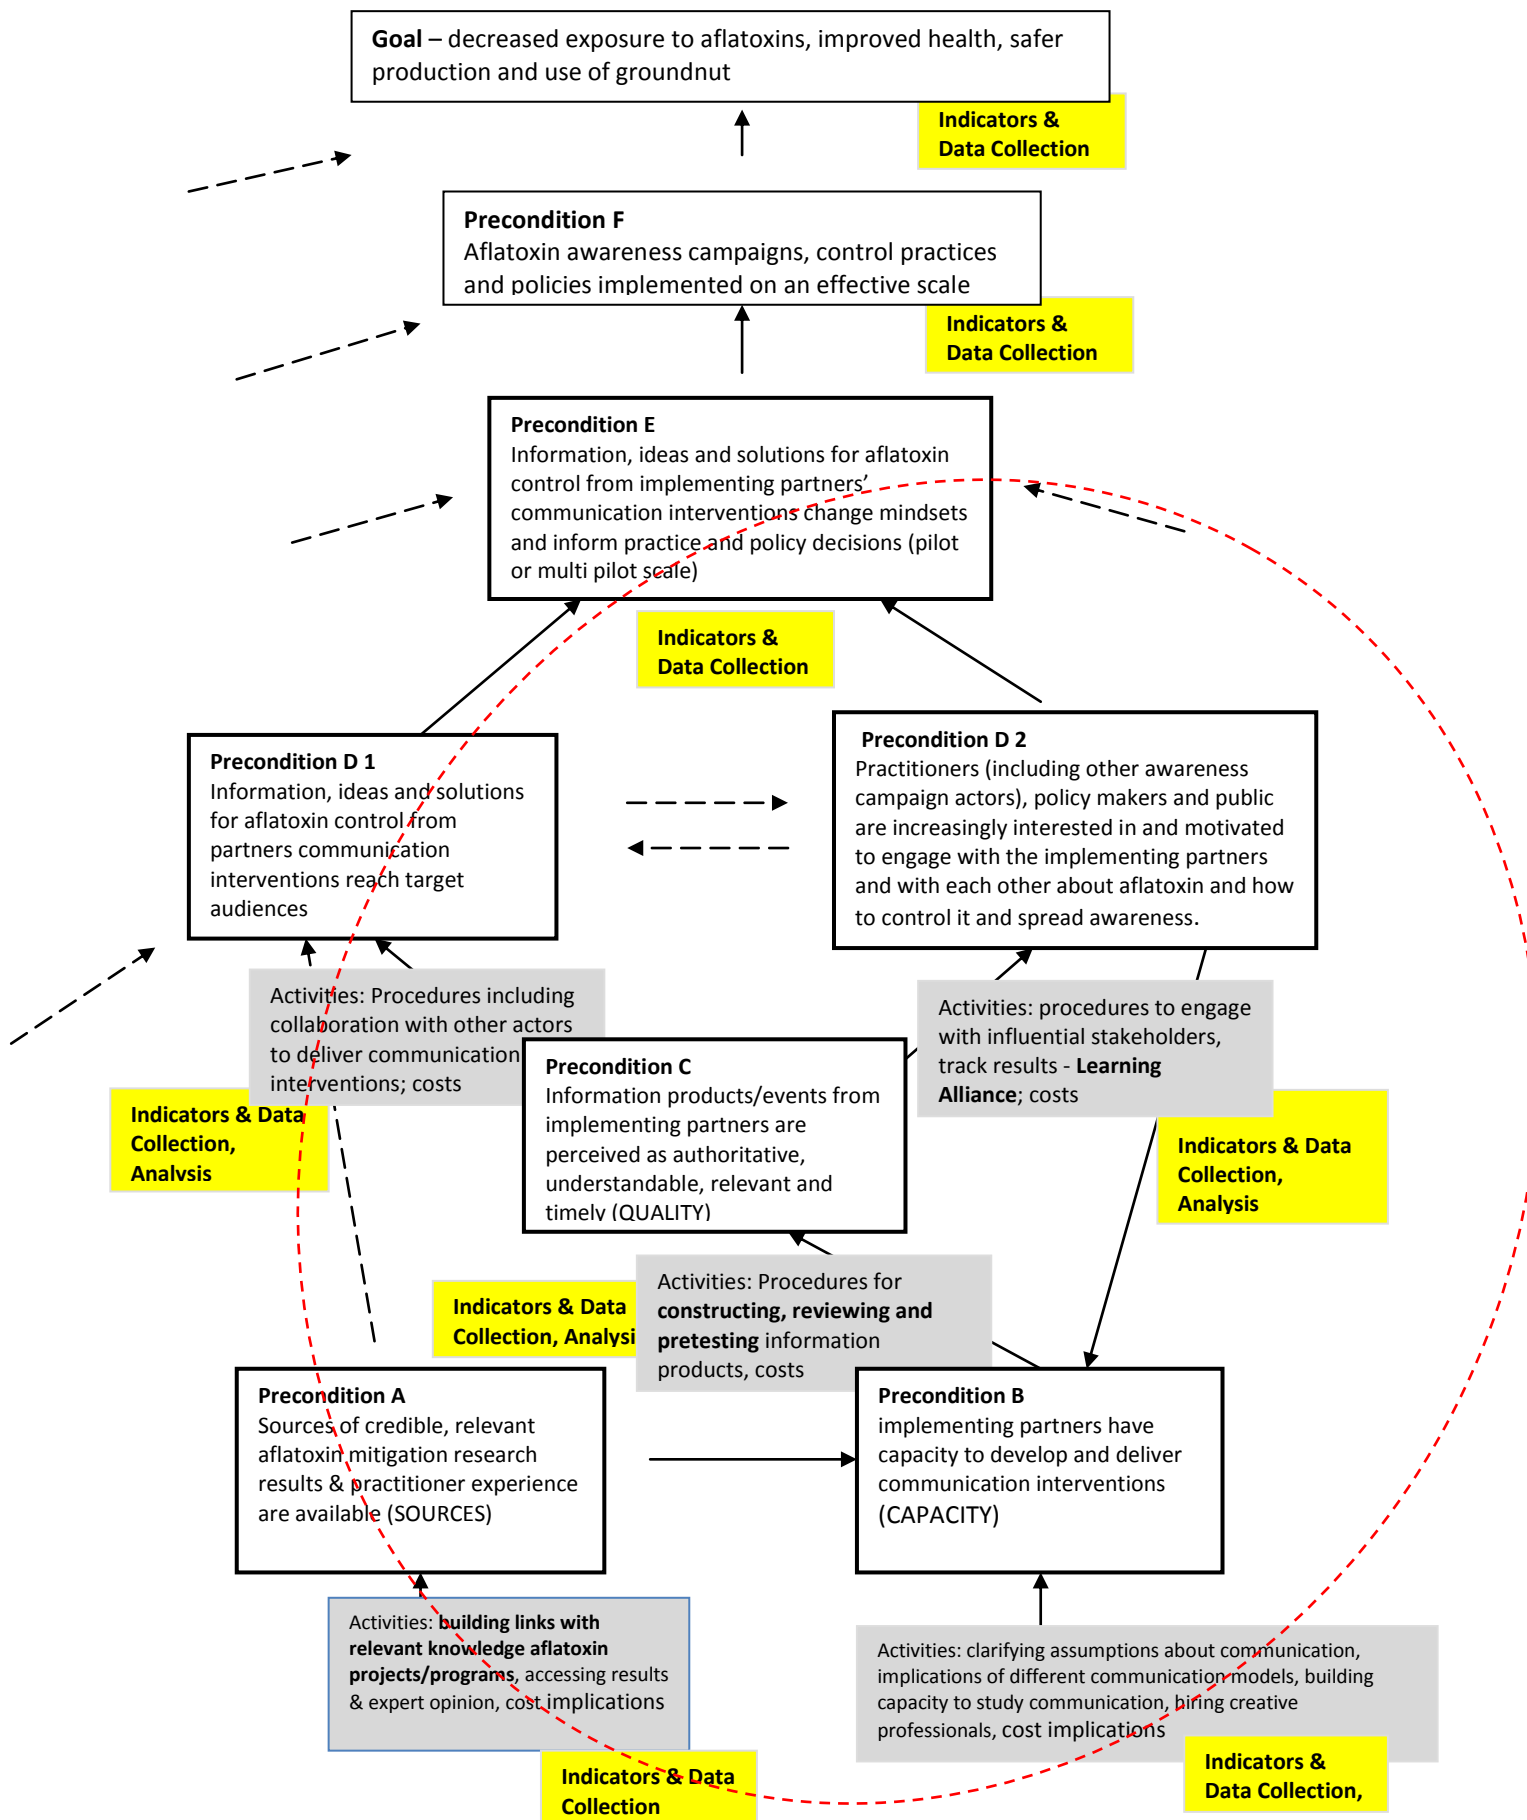 Goal – decreased exposure to aflatoxins, improved health, safer
production and use of groundnut
Indicators &
Data Collection
Precondition F
Aflatoxin awareness campaigns, control practices
and policies implemented on an effective scale
Indicators &
Data Collection
Precondition E
Information, ideas and solutions for aflatoxin
control from implementing partners’
communication interventions change mindsets
and inform practice and policy decisions (pilot
or multi pilot scale)
Indicators &
Data Collection
Precondition D 1
Information, ideas and solutions
for aflatoxin control from
partners communication
interventions reach target
audiences
Precondition D 2
Practitioners (including other awareness
campaign actors), policy makers and public
are increasingly interested in and motivated
to engage with the implementing partners
and with each other about aflatoxin and how
to control it and spread awareness.
Activities: Procedures including
collaboration with other actors
to deliver communication
interventions; costs
Activities: procedures to engage
with influential stakeholders,
track results - Learning
Alliance; costs
Indicators & Data
Collection,
Analysis
Precondition C
Information products/events from
implementing partners are
perceived as authoritative,
understandable, relevant and
timely (QUALITY)
Indicators & Data
Collection,
Analysis
Indicators & Data
Collection, Analysi
Activities: Procedures for
constructing, reviewing and
pretesting information
products, costs
Precondition A
Sources of credible, relevant
aflatoxin mitigation research
results & practitioner experience
are available (SOURCES)
Precondition B
implementing partners have
capacity to develop and deliver
communication interventions
(CAPACITY)
Activities: building links with
relevant knowledge aflatoxin
projects/programs, accessing results
& expert opinion, cost implications
Activities: clarifying assumptions about communication,
implications of different communication models, building
capacity to study communication, hiring creative
professionals, cost implications
Indicators & Data
Collection
Indicators &
Data Collection,